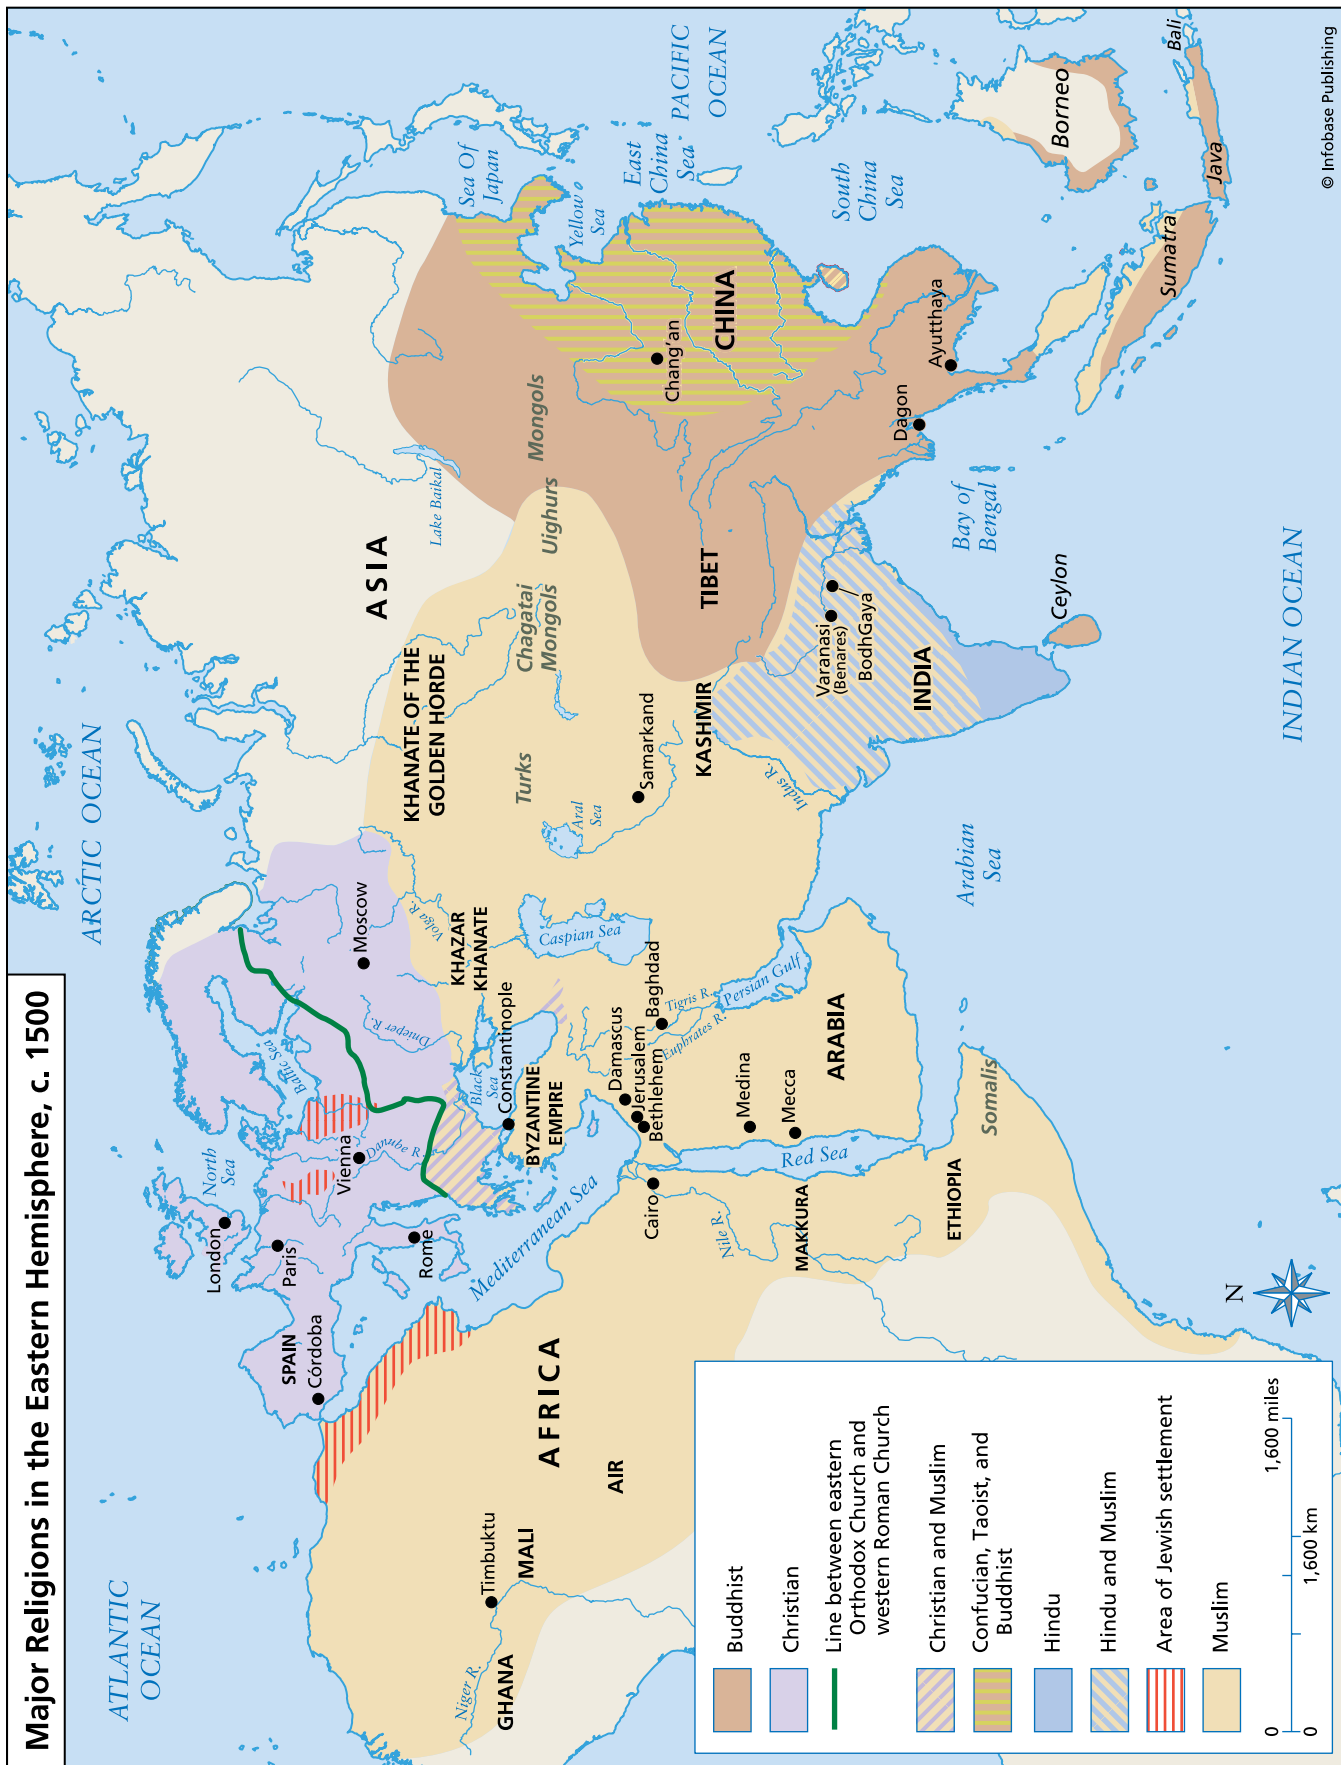 Major Religions in the Eastern Hemisphere, c. 1500
ARCTIC OCEAN
ATLANTIC
OCEAN
North
Sea
Baltic Sea
London
Paris
Vienna
Danube R.
Moscow
Volga R.
Dnieper R.
SPAIN
Córdoba
Rome
Mediterranean Sea
Black
Sea
Constantinople
BYZANTINE
EMPIRE
KHAZAR
KHANATE
Caspian Sea
KHANATE OF THE
GOLDEN HORDE
ASIA
Lake Baikal
Turks
Chagatai
Mongols
Uighurs
Mongols
Aral
Sea
Samarkand
KASHMIR
TIBET
Sea Of
Japan
Yellow
Sea
East
China
Sea
PACIFIC
OCEAN
Chang’an
CHINA
South
China
Sea
Damascus
Jerusalem
Bethlehem
Baghdad
Tigris R.
Euphrates R.
Persian Gulf
Cairo
Nile R.
Medina
Mecca
ARABIA
Red Sea
MAKKURA
ETHIOPIA
Somalis
AFRICA
AIR
Timbuktu
MALI
Niger R.
GHANA
Indus R.
Varanasi
(Benares)
BodhGaya
INDIA
Arabian
Sea
Bay of
Bengal
Ceylon
Dagon
Ayutthaya
INDIAN OCEAN
Borneo
Bali
Java
Sumatra
N
Buddhist
Christian
Line between eastern
Orthodox Church and
western Roman Church
Christian and Muslim
Confucian, Taoist, and
Buddhist
Hindu
Hindu and Muslim
Area of Jewish settlement
Muslim
0 1,600 miles
0 1,600 km
© Infobase Publishing